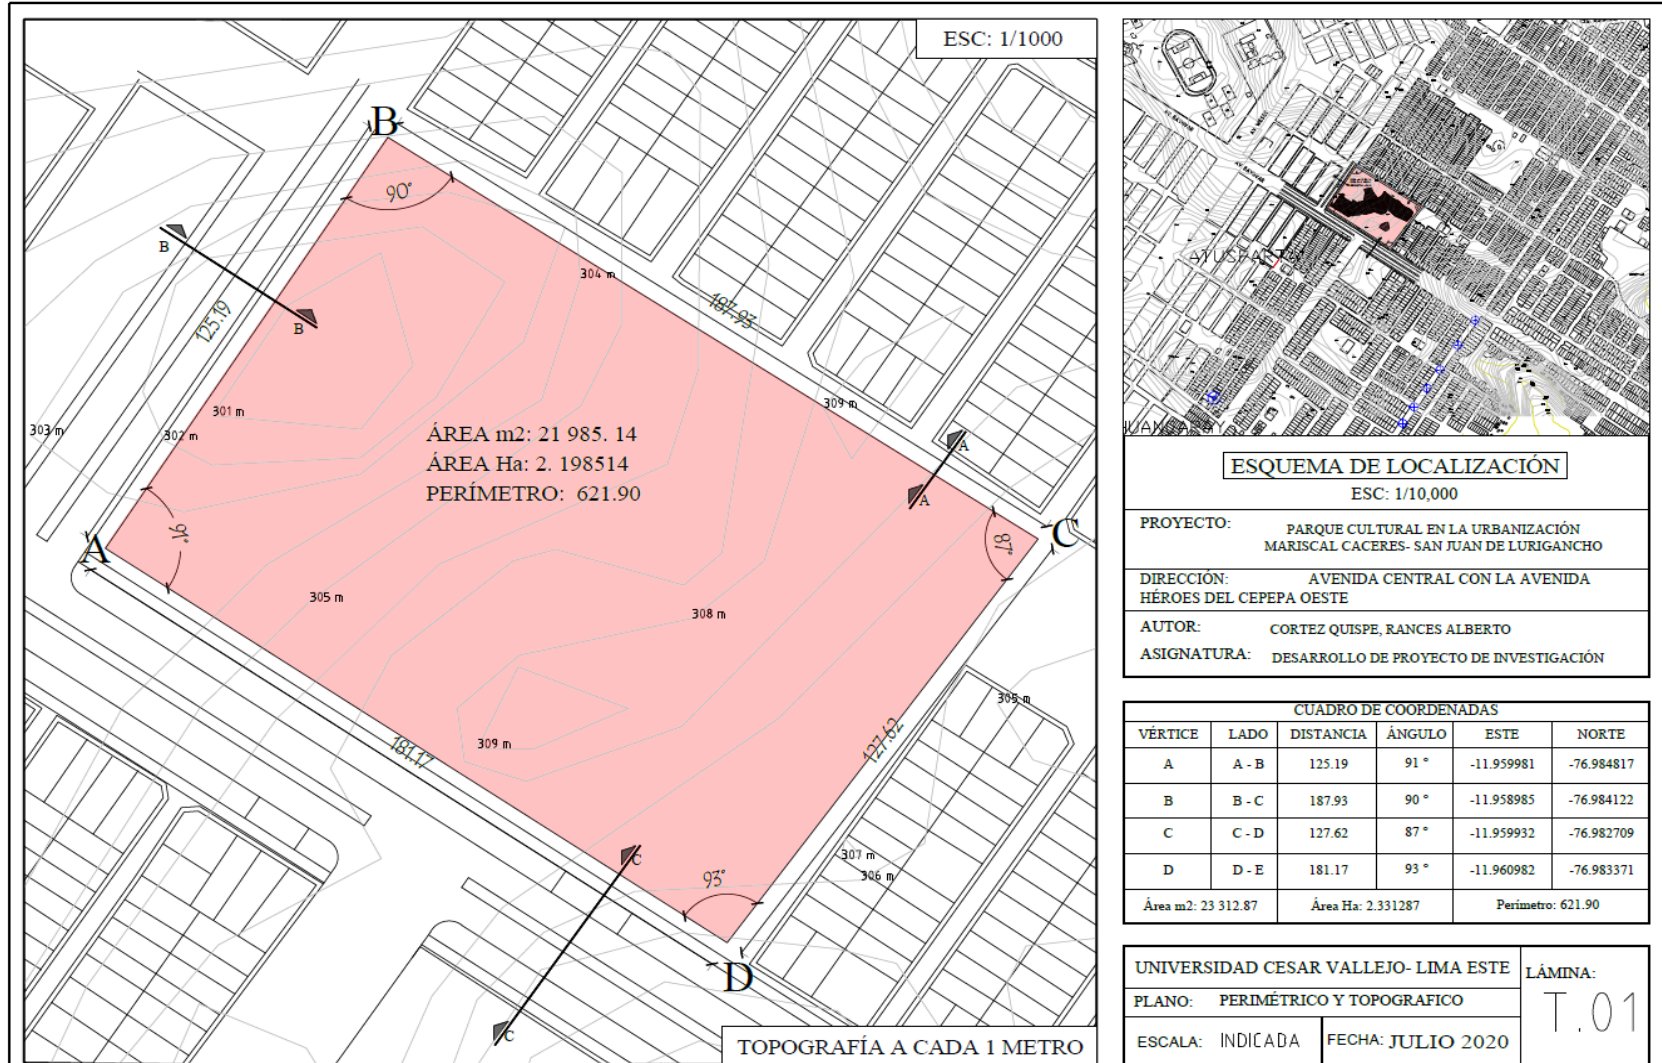 ESC: 1/1000
B
90°
B
B
125.19
304 m
187.93
309 m
301 m
302 m
303 m
A
A
ÁREA m2: 21 985. 14
ÁREA Ha: 2. 198514
PERÍMETRO: 621.90
91°
A
C
87°
305 m
308 m
309 m
181.17
127.62
305 m
307 m
306 m
C
93°
D
C
TOPOGRAFÍA A CADA 1 METRO
ESQUEMA DE LOCALIZACIÓN
ESC: 1/10,000
PROYECTO: PARQUE CULTURAL EN LA URBANIZACIÓN
MARISCAL CACERES- SAN JUAN DE LURIGANCHO
DIRECCIÓN: AVENIDA CENTRAL CON LA AVENIDA
HÉROES DEL CEPEPA OESTE
AUTOR: CORTEZ QUISPE, RANCES ALBERTO
ASIGNATURA: DESARROLLO DE PROYECTO DE INVESTIGACIÓN
CUADRO DE COORDENADAS
VÉRTICE LADO DISTANCIA ÁNGULO ESTE NORTE
A A - B 125.19 91 ° -11.959981 -76.984817
B B - C 187.93 90 ° -11.958985 -76.984122
C C - D 127.62 87 ° -11.959932 -76.982709
D D - E 181.17 93 ° -11.960982 -76.983371
Área m2: 23 312.87 Área Ha: 2.331287 Perímetro: 621.90
UNIVERSIDAD CESAR VALLEJO- LIMA ESTE
LÁMINA:
PLANO: PERIMÉTRICO Y TOPOGRAFICO
T.01
ESCALA: INDICADA FECHA: JULIO 2020